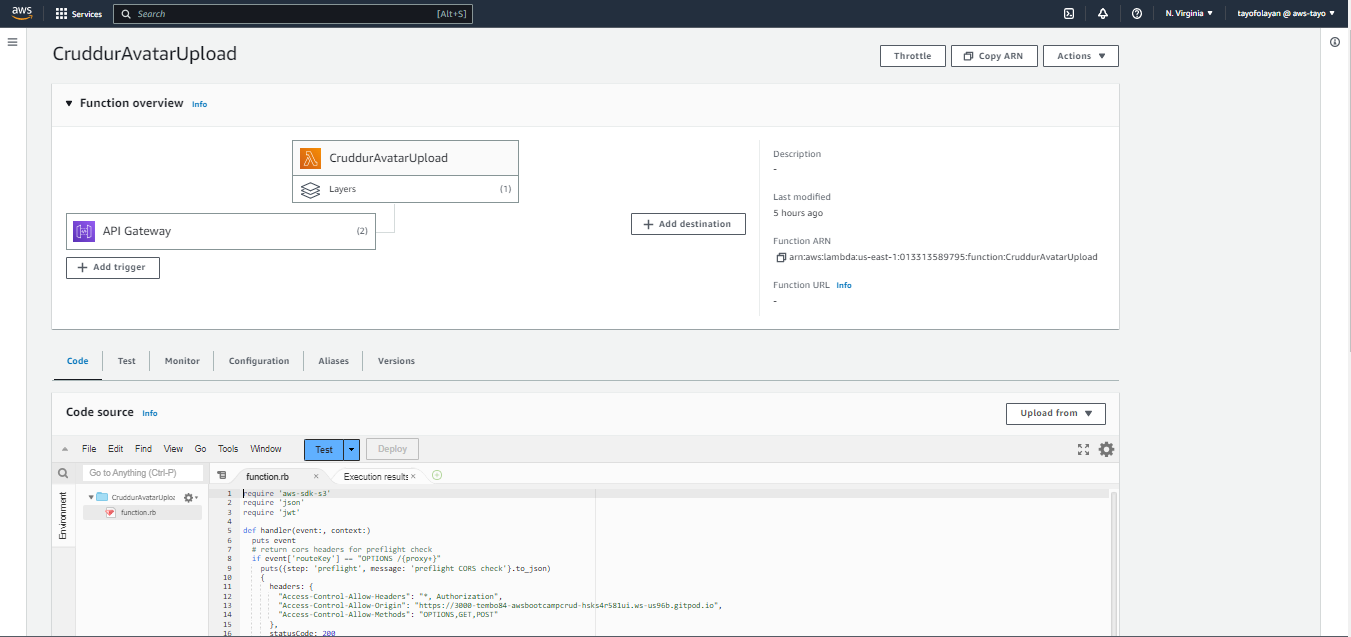 aws Services Search [Alt+S] N. Virginia tayofolayan @ aws-tayo
CruddurAvatarUpload
Throttle Copy ARN Actions
Function overview Info
CruddurAvatarUpload
Layers (1)
API Gateway (2)
+ Add trigger
+ Add destination
Description
-
Last modified
5 hours ago
Function ARN
arn:aws:lambda:us-east-1:013313589795:function:CruddurAvatarUpload
Function URL Info
-
Code Test Monitor Configuration Aliases Versions
Code source Info
Upload from
File Edit Find View Go Tools Window Test Deploy
Go to Anything (Ctrl-P)
Environment
CruddurAvatarUploa
function.rb
function.rb × Execution results ×
1 require 'aws-sdk-s3'
2 require 'json'
3 require 'jwt'
4
5 def handler(event:, context:)
6 puts event
7 # return cors headers for preflight check
8 if event['routeKey'] == "OPTIONS /{proxy+}"
9 puts({step: 'preflight', message: 'preflight CORS check'}.to_json)
10 {
11 headers: {
12 "Access-Control-Allow-Headers": "*, Authorization",
13 "Access-Control-Allow-Origin": "https://3000-tembo84-awsbootcampcrud-hsks4r581ui.ws-us96b.gitpod.io",
14 "Access-Control-Allow-Methods": "OPTIONS,GET,POST"
15 },
16 statusCode: 200